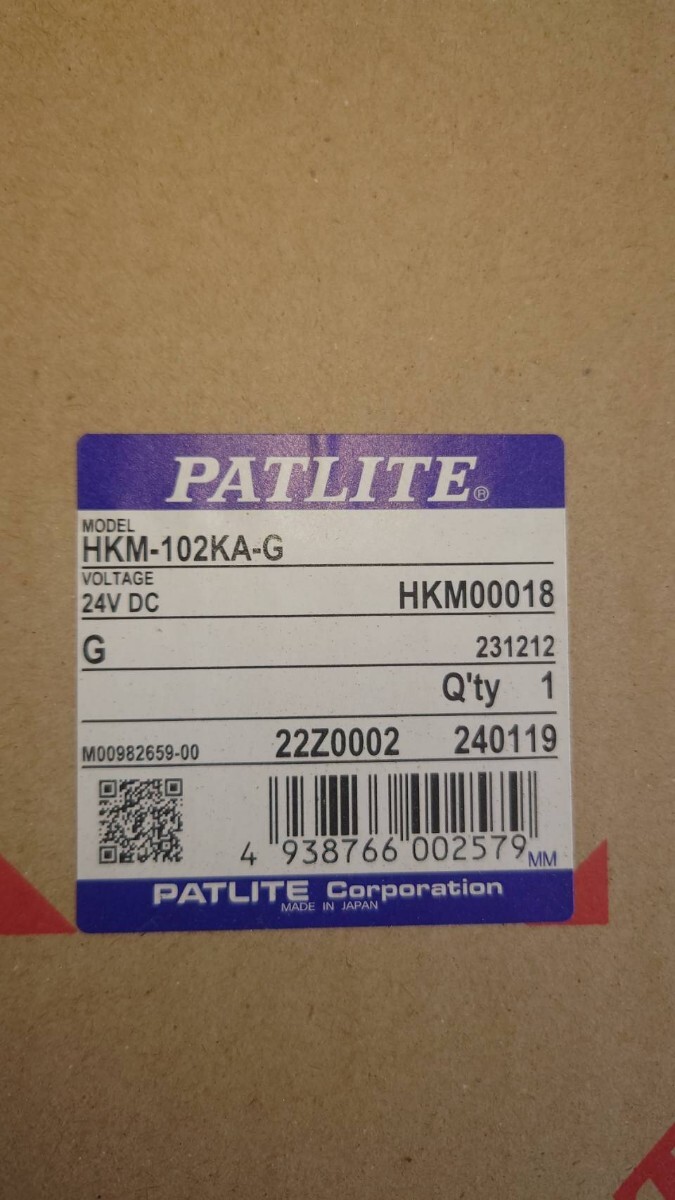 PATLITE®
MODEL
HKM-102KA-G
VOLTAGE
24V DC HKM00018
G 231212
Q'ty 1
M00982659-00 22Z0002 240119
4 938766 002579 MM
PATLITE Corporation
MADE IN JAPAN